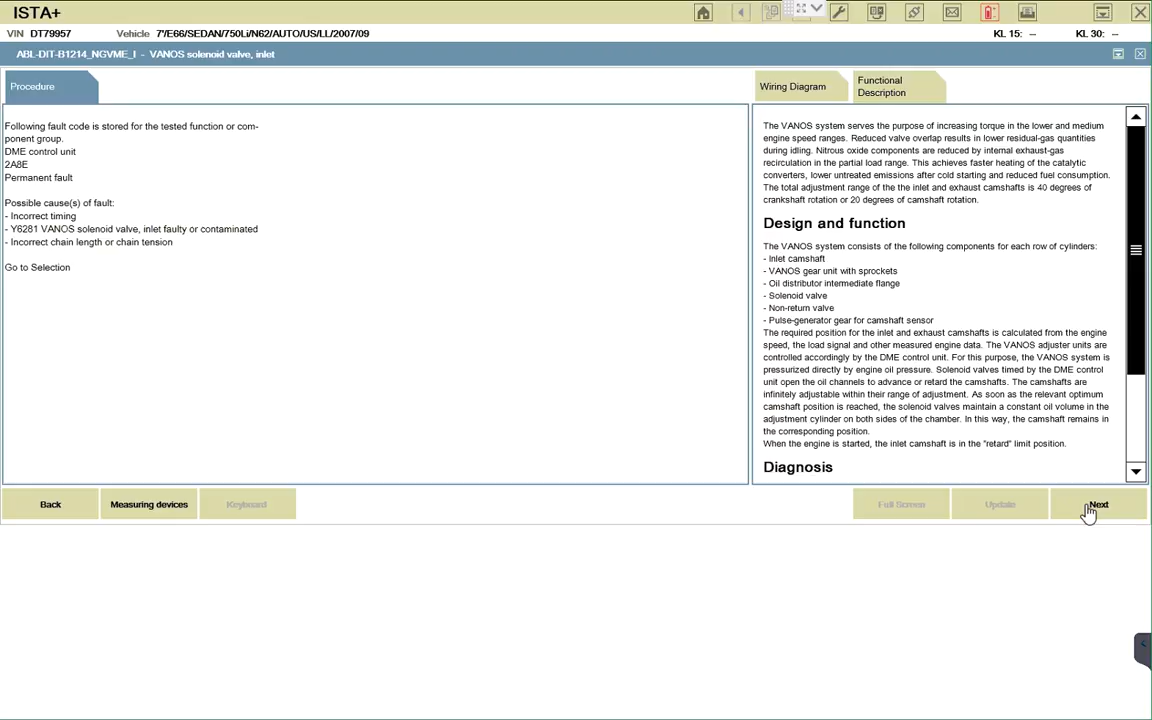 ISTA+
VIN DT79957 Vehicle 7'/E66/SEDAN/750Li/N62/AUTO/US/LL/2007/09 KL 15: -- KL 30: --
ABL-DIT-B1214_NGVME_I - VANOS solenoid valve, inlet
Procedure
Wiring Diagram
Functional
Description
Following fault code is stored for the tested function or com-
ponent group.
DME control unit
2A8E
Permanent fault
Possible cause(s) of fault:
- Incorrect timing
- Y6281 VANOS solenoid valve, inlet faulty or contaminated
- Incorrect chain length or chain tension
Go to Selection
The VANOS system serves the purpose of increasing torque in the lower and medium
engine speed ranges. Reduced valve overlap results in lower residual-gas quantities
during idling. Nitrous oxide components are reduced by internal exhaust-gas
recirculation in the partial load range. This achieves faster heating of the catalytic
converters, lower untreated emissions after cold starting and reduced fuel consumption.
The total adjustment range of the the inlet and exhaust camshafts is 40 degrees of
crankshaft rotation or 20 degrees of camshaft rotation.
Design and function
The VANOS system consists of the following components for each row of cylinders:
- Inlet camshaft
- VANOS gear unit with sprockets
- Oil distributor intermediate flange
- Solenoid valve
- Non-return valve
- Pulse-generator gear for camshaft sensor
The required position for the inlet and exhaust camshafts is calculated from the engine
speed, the load signal and other measured engine data. The VANOS adjuster units are
controlled accordingly by the DME control unit. For this purpose, the VANOS system is
pressurized directly by engine oil pressure. Solenoid valves timed by the DME control
unit open the oil channels to advance or retard the camshafts. The camshafts are
infinitely adjustable within their range of adjustment. As soon as the relevant optimum
camshaft position is reached, the solenoid valves maintain a constant oil volume in the
adjustment cylinder on both sides of the chamber. In this way, the camshaft remains in
the corresponding position.
When the engine is started, the inlet camshaft is in the "retard" limit position.
Diagnosis
Back
Measuring devices
Keyboard
Full Screen
Update
Next